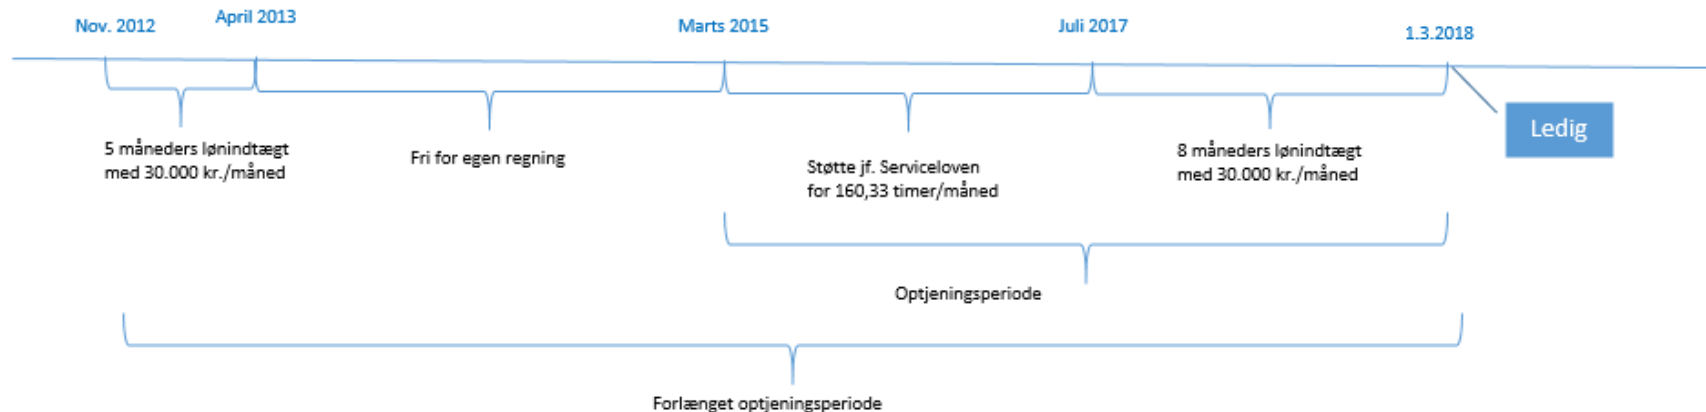 Nov. 2012
April 2013
Marts 2015
Juli 2017
1.3.2018
Ledig
5 måneders lønindtægt
med 30.000 kr./måned
Fri for egen regning
Støtte jf. Serviceloven
for 160,33 timer/måned
8 måneders lønindtægt
med 30.000 kr./måned
Optjeningsperiode
Forlænget optjeningsperiode